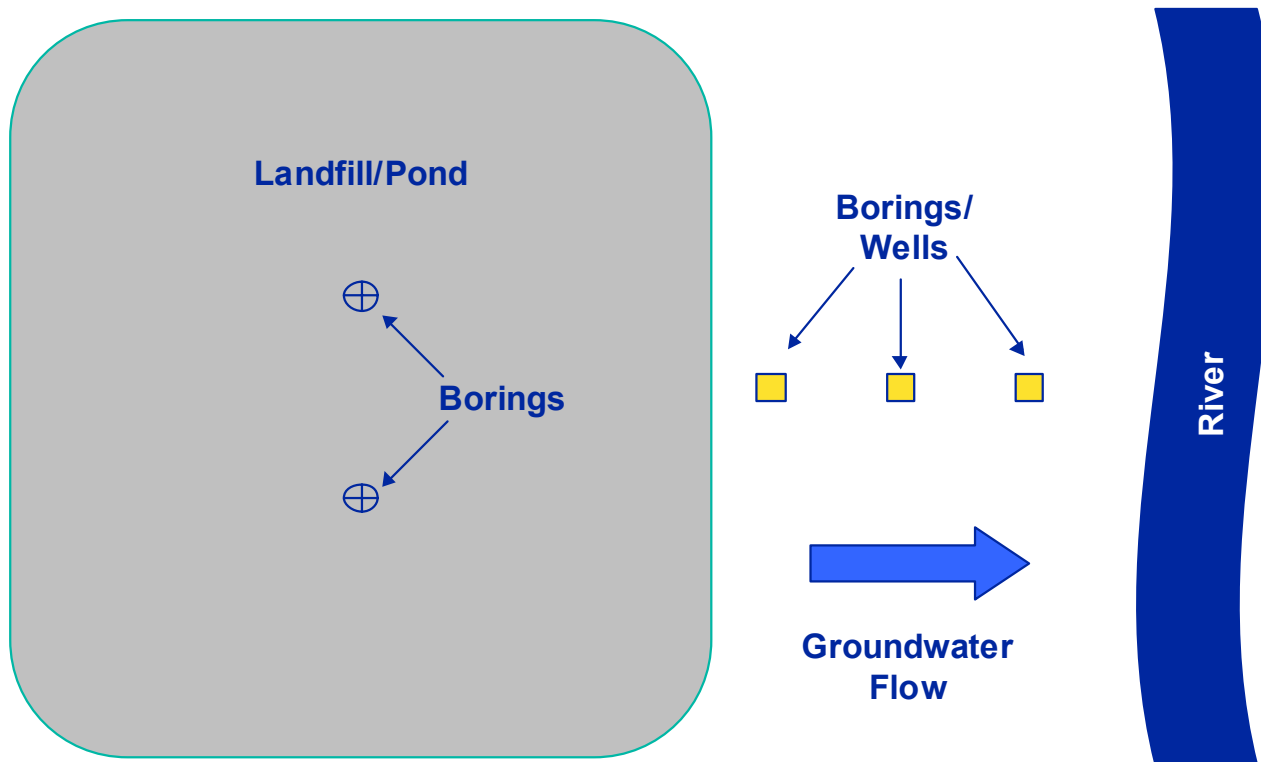 Landfill/Pond
Borings/
Wells
Borings
River
Groundwater
Flow